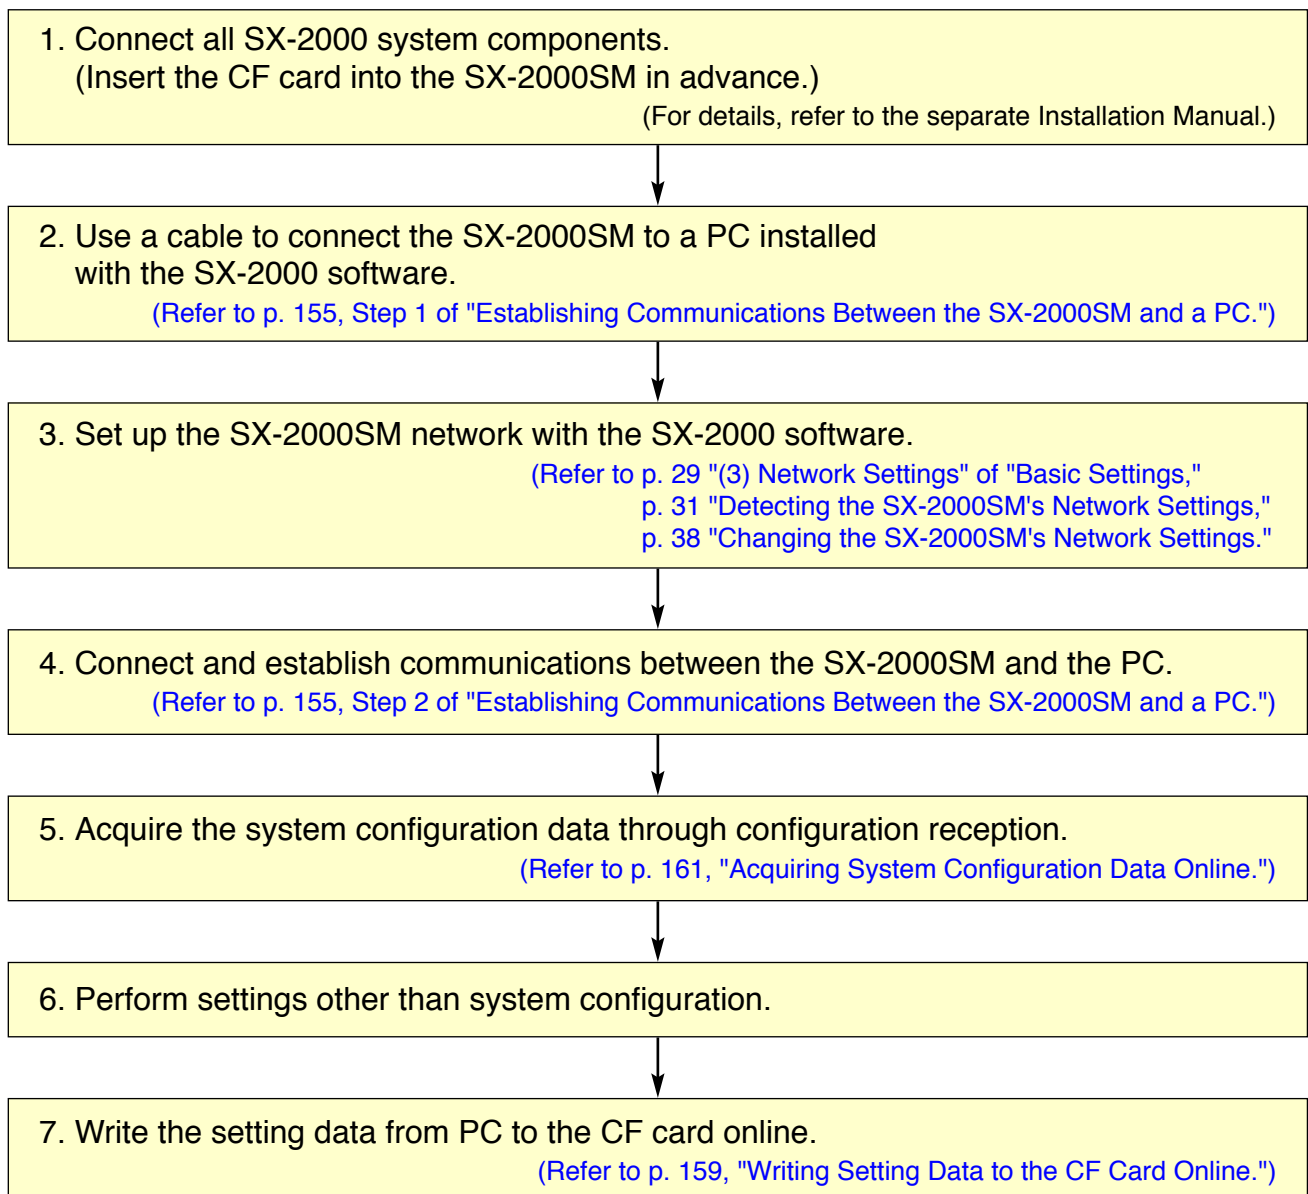 1. Connect all SX-2000 system components.
(Insert the CF card into the SX-2000SM in advance.)
(For details, refer to the separate Installation Manual.)
2. Use a cable to connect the SX-2000SM to a PC installed
with the SX-2000 software.
(Refer to p. 155, Step 1 of "Establishing Communications Between the SX-2000SM and a PC.")
3. Set up the SX-2000SM network with the SX-2000 software.
(Refer to p. 29 "(3) Network Settings" of "Basic Settings,"
p. 31 "Detecting the SX-2000SM's Network Settings,"
p. 38 "Changing the SX-2000SM's Network Settings."
4. Connect and establish communications between the SX-2000SM and the PC.
(Refer to p. 155, Step 2 of "Establishing Communications Between the SX-2000SM and a PC.")
5. Acquire the system configuration data through configuration reception.
(Refer to p. 161, "Acquiring System Configuration Data Online.")
6. Perform settings other than system configuration.
7. Write the setting data from PC to the CF card online.
(Refer to p. 159, "Writing Setting Data to the CF Card Online.")